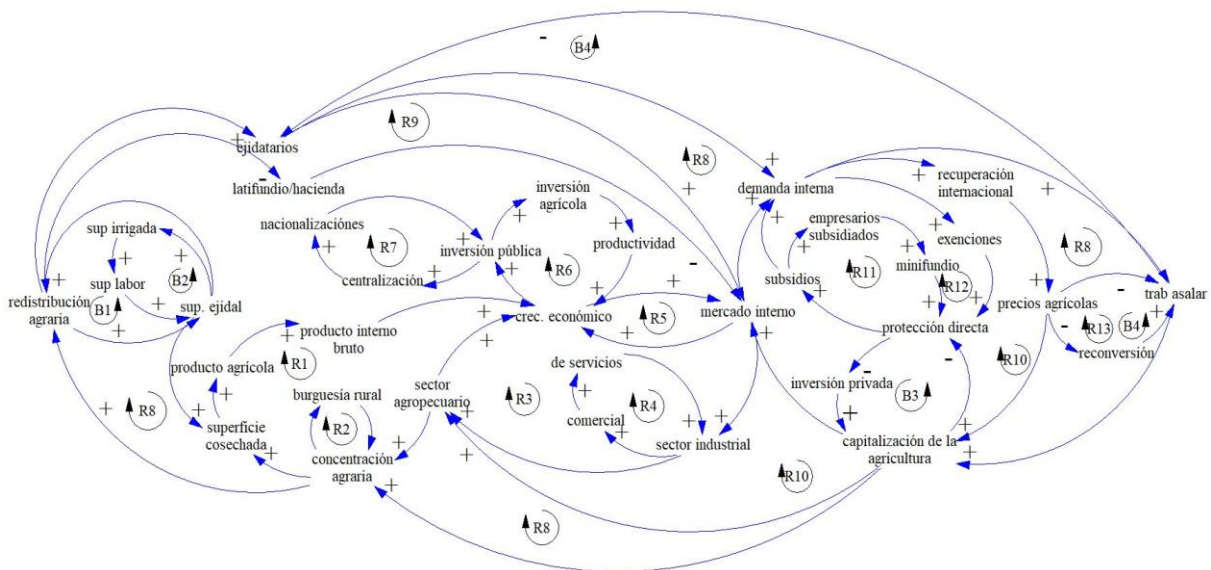 -
B4
R9
+
ejidatarios
-
latifundio/hacienda
R8
+
demanda interna
+
recuperación
internacional
+
nacionalizaciónes
inversión
agrícola
+
+
+
+
empresarios
subsidiados
+
exenciones
R8
sup irrigada
+
+
R7
+
inversión pública
+
productividad
+
minifundio
sup labor
B2
+
centralización
+
R6
-
subsidios
R11
R12
+
-
redistribución
agraria
+
B1
+
sup. ejidal
+
+
R5
mercado interno
+
+
+
precios agrícolas
trab asalar
+
crec. económico
+
protección directa
-
R13
B4
+
producto interno
bruto
+
-
R10
reconversión
producto agrícola
R1
de servicios
inversión privada
-
B3
+
burguesía rural
sector
agropecuario
R3
+
R4
+
R8
+
+
superfície
cosechada
+
R2
comercial
+
+
+
sector industrial
capitalización de la
agricultura
+
+
concentración
agraria
+
+
+
R10
R8